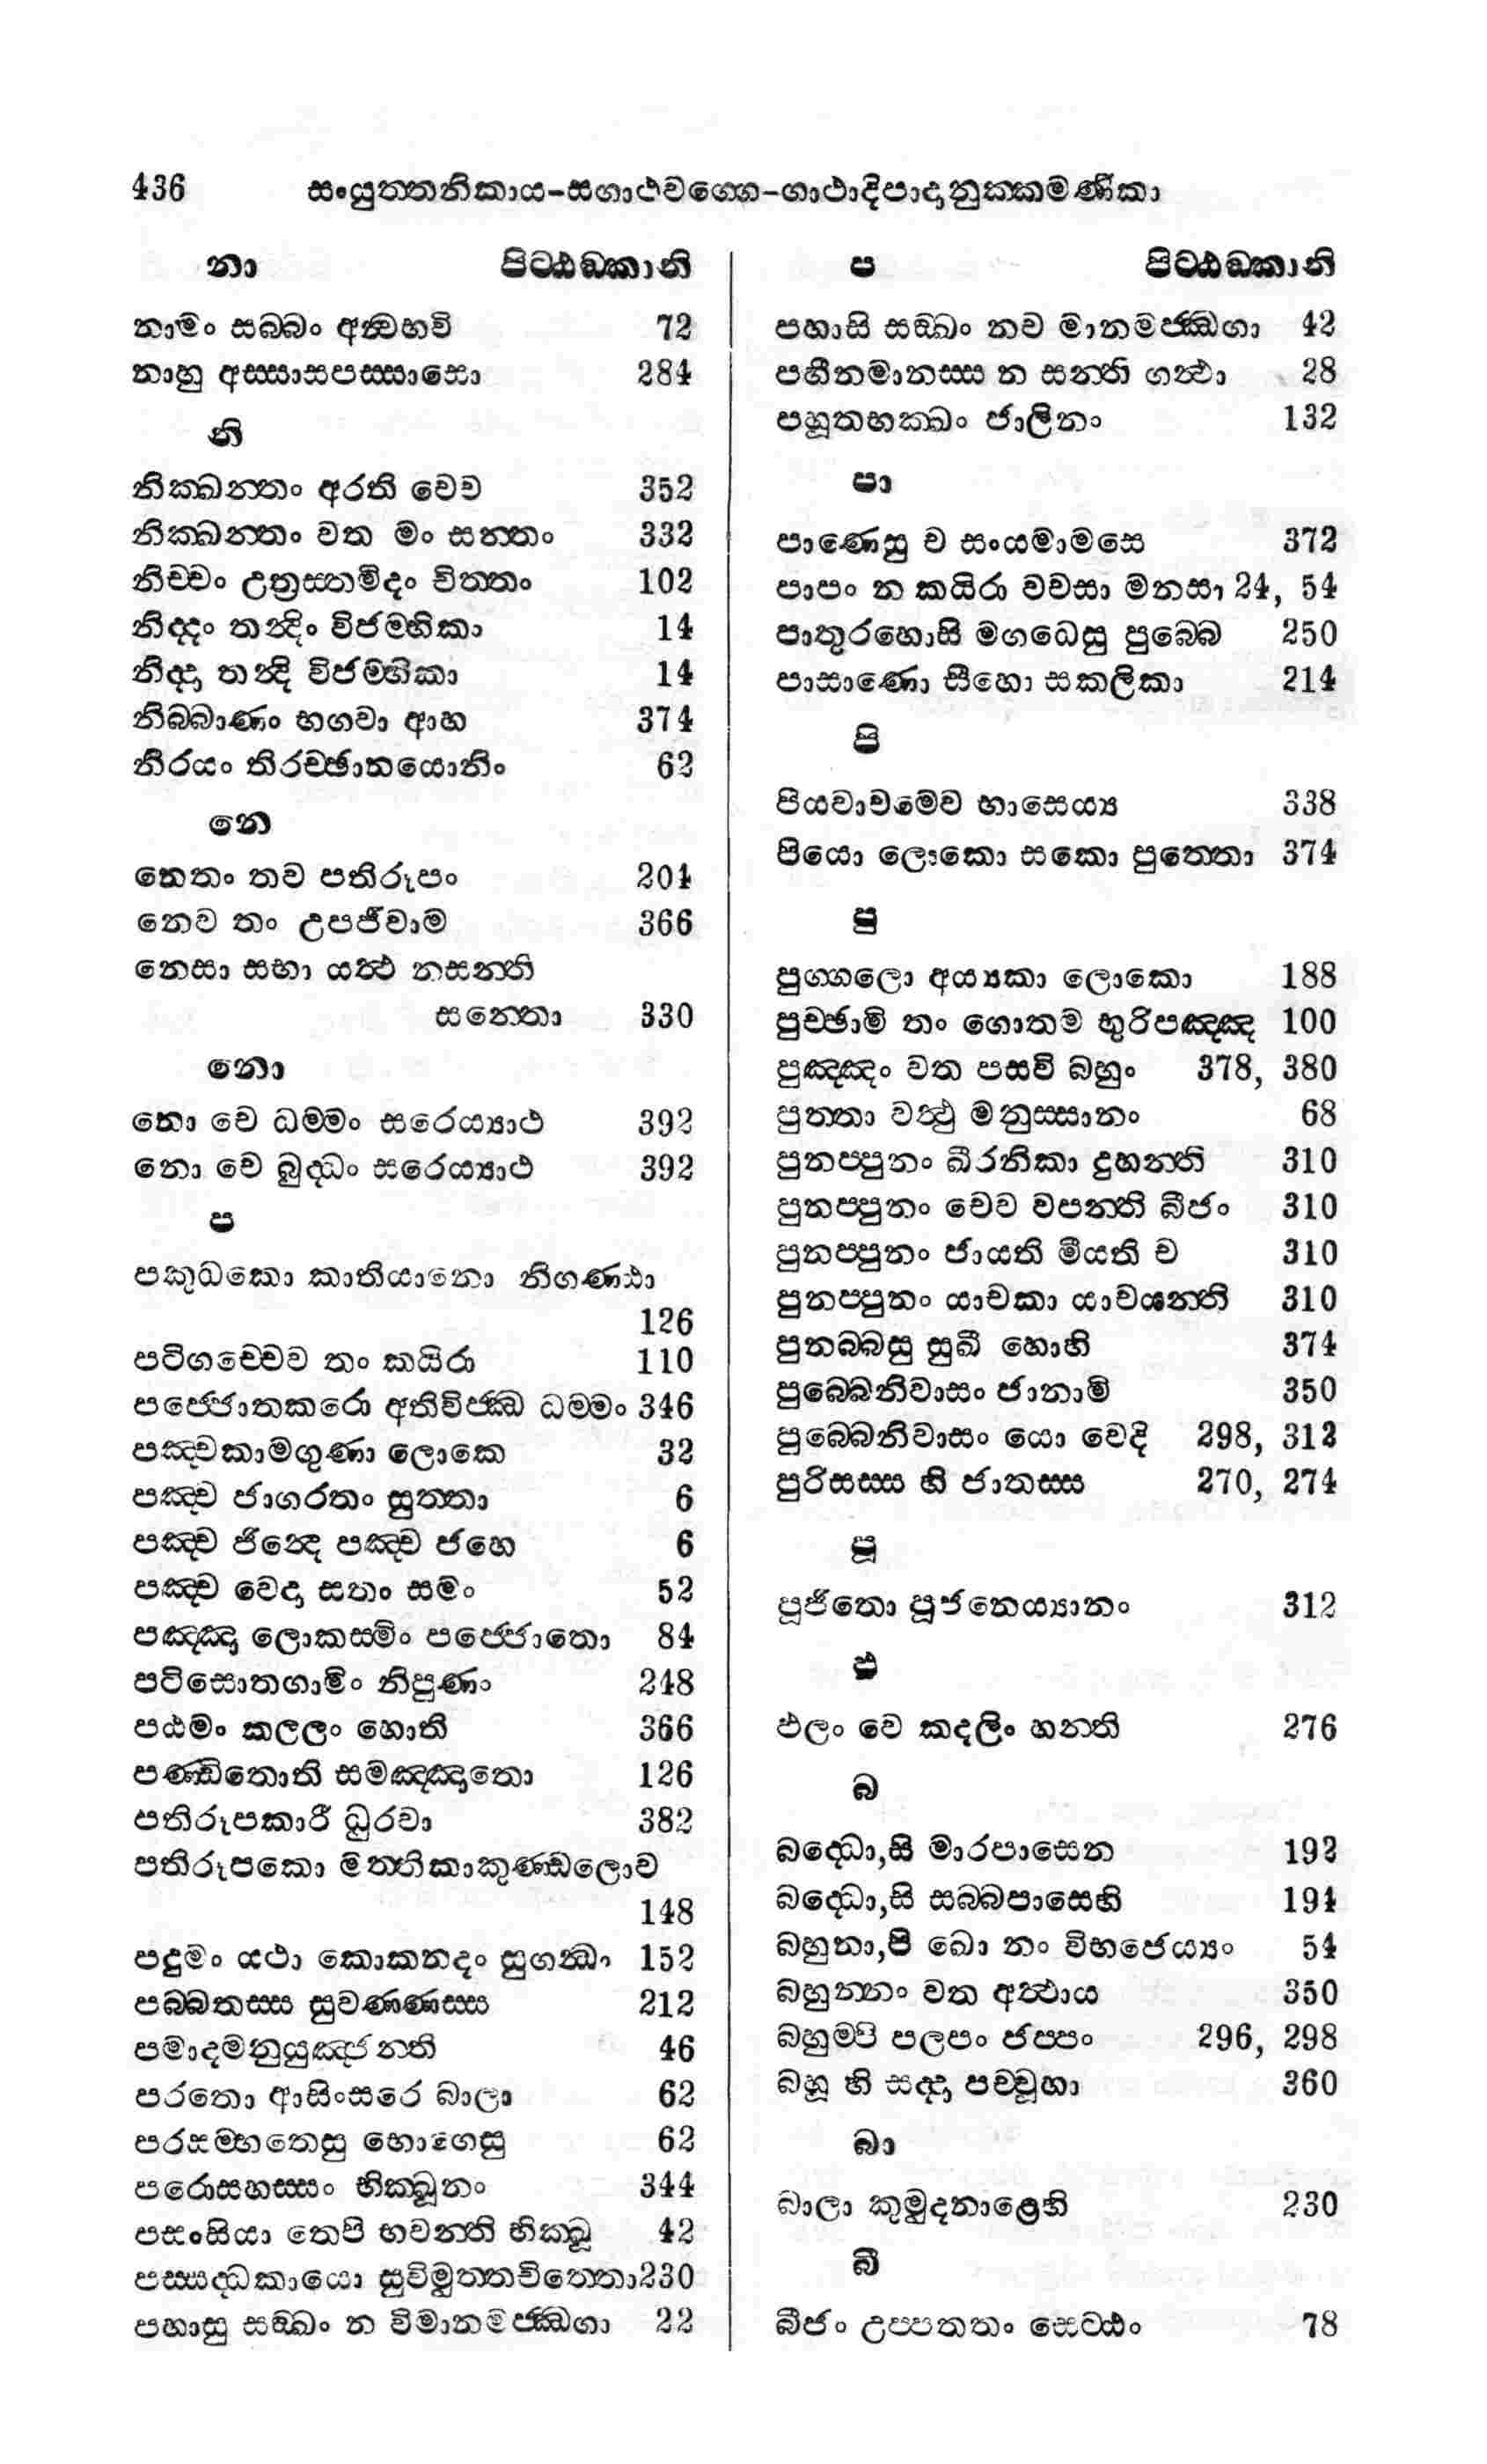 436 සංයුත්තනිකාය-සගාථවග්ගෙ-ගාථාදිපාදානුක්කමණිකා
නා පිට්ඨඞ්කානි
නාමං සබ්බං අන්වභවි 72
නාහු අස්සාසපස්සාසො 284
නි
නික්ඛන්තං අරති චෙව 352
නික්ඛන්තං වත මං සන්තං 332
නිච්චං උත්‍රස්තමිදං චිත්තං 102
නිද්දං තන්දිං විජම්භිකා 14
නිද්දා තන්දි විජම්භිකා 14
නිබ්බාණං භගවා ආහ 374
නිරයං තිරච්ඡානයොනිං 62
නෙ
නෙතං තව පතිරූපං 204
නෙව තං උපජීවාම 366
නෙසා සභා යත්ථ නසන්ති
සන්තො 330
නො
නො චෙ ධම්මං සරෙය්‍යාථ 392
නො චෙ බුද්ධං සරෙය්‍යාථ 392
ප
පකුධකො කාතියානො නිගණ්ඨා
126
පටිගච්චෙව තං කයිරා 110
පජ්ජොතකරො අතිවිජ්ඣ ධම්මං 346
පඤ්චකාමගුණා ලොකෙ 32
පඤ්ච ජාගරතං සුත්තා 6
පඤ්ච ඡින්දෙ පඤ්ච ජහෙ 6
පඤ්ච වෙදා සතං සමං 52
පඤ්ඤා ලොකස්මිං පජ්ජොතො 84
පටිසොතගාමිං නිපුණං 248
පඨමං කලලං හොති 366
පණ්ඩිතොති සමඤ්ඤාතො 126
පතිරූපකාරී ධුරවා 382
පතිරූපකො මත්තිකාකුණ්ඩලොව
148
පදුමං යථා කොකනදං සුගන්ධං 152
පබ්බතස්ස සුවණ්ණස්ස 212
පමාදමනුයුඤ්ජන්ති 46
පරතො ආසිංසරෙ බාලා 62
පරසම්භතෙසු භොගෙසු 62
පරොසහස්සං භික්ඛූනං 344
පසංසියා තෙපි භවන්ති භික්ඛූ 42
පස්සද්ධකායො සුවිමුත්තචිත්තො 230
පහාසු සඞ්ඛං න විමානමජ්ඣගා 22
ප පිට්ඨඞ්කානි
පහාසි සඞ්ඛං නව මානමජ්ඣගා 42
පහීනමානස්ස න සන්ති ගන්ථා 28
පහූතභක්ඛං ජාලිනං 132
පා
පාණෙසු ච සංයමාමසෙ 372
පාපං න කයිරා වචසා මනසා 24, 54
පාතුරහොසි මගධෙසු පුබ්බෙ 250
පාසාණො සීහො සකලිකා 214
පි
පියවාචමෙව භාසෙය්‍ය 338
පියො ලොකො සකො පුත්තො 374
පු
පුග්ගලො අය්‍යකා ලොකො 188
පුච්ඡාමි තං ගොතම භූරිපඤ්ඤ 100
පුඤ්ඤං වත පසවි බහුං 378, 380
පුත්තා වත්ථු මනුස්සානං 68
පුනප්පුනං ඛීරනිකා දුහන්ති 310
පුනප්පුනං චෙව වපන්ති බීජං 310
පුනප්පුනං ජායති මීයති ච 310
පුනප්පුනං යාචකා යාචයන්ති 310
පුනබ්බසු සුඛී හොහි 374
පුබ්බෙනිවාසං ජානාමි 350
පුබ්බෙනිවාසං යො වෙදි 298, 312
පුරිසස්ස හි ජාතස්ස 270, 274
පූ
පූජිතො පූජනෙය්‍යානං 312
ඵ
ඵලං වෙ කදලිං හන්ති 276
බ
බද්ධො,සි මාරපාසෙන 192
බද්ධො,සි සබ්බපාසෙහි 194
බහුනා,පි ඛො නං විභජෙය්‍යං 54
බහුන්නං වත අත්ථාය 350
බහුම්පි පලපං ජප්පං 296, 298
බහූ හි සද්දා පච්චූහා 360
බා
බාලා කුමුදනාළෙහි 230
බී
බීජං උප්පතතං සෙට්ඨං 78